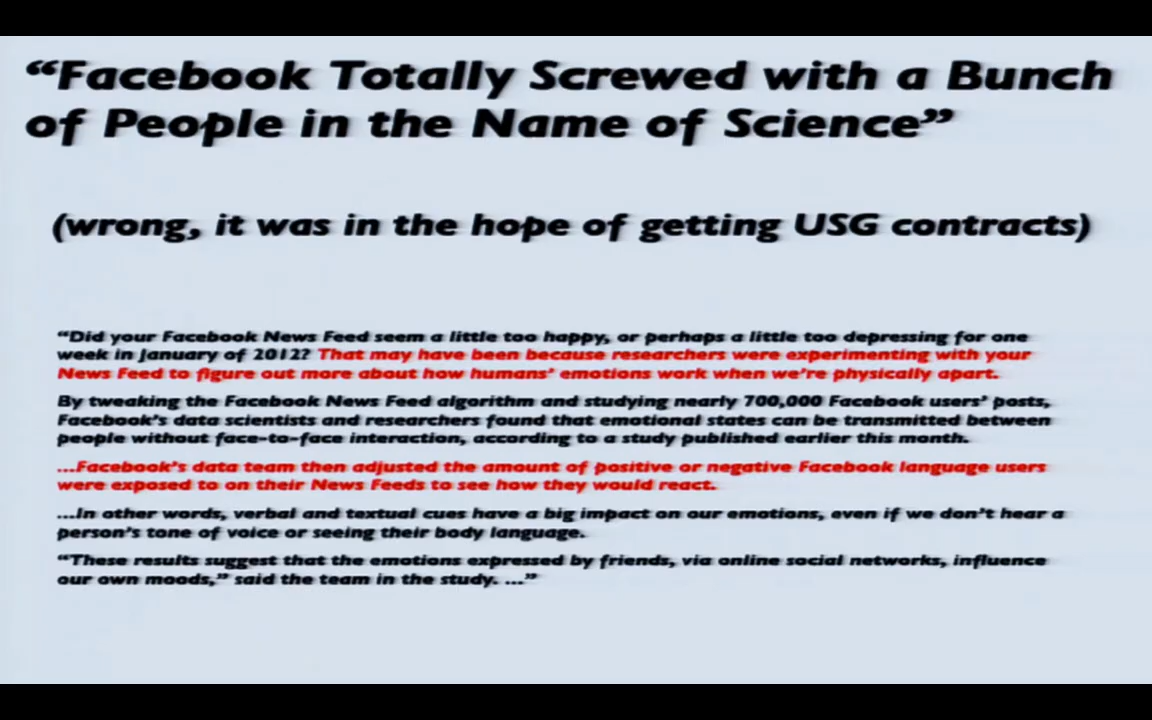 “Facebook Totally Screwed with a Bunch
of People in the Name of Science”
(wrong, it was in the hope of getting USG contracts)
“Did your Facebook News Feed seem a little too happy, or perhaps a little too depressing for one
week in January of 2012? That may have been because researchers were experimenting with your
News Feed to figure out more about how humans’ emotions work when we’re physically apart.
By tweaking the Facebook News Feed algorithm and studying nearly 700,000 Facebook users’ posts,
Facebook’s data scientists and researchers found that emotional states can be transmitted between
people without face-to-face interaction, according to a study published earlier this month.
...Facebook’s data team then adjusted the amount of positive or negative Facebook language users
were exposed to on their News Feeds to see how they would react.
...In other words, verbal and textual cues have a big impact on our emotions, even if we don’t hear a
person’s tone of voice or seeing their body language.
“These results suggest that the emotions expressed by friends, via online social networks, influence
our own moods,” said the team in the study. ...”